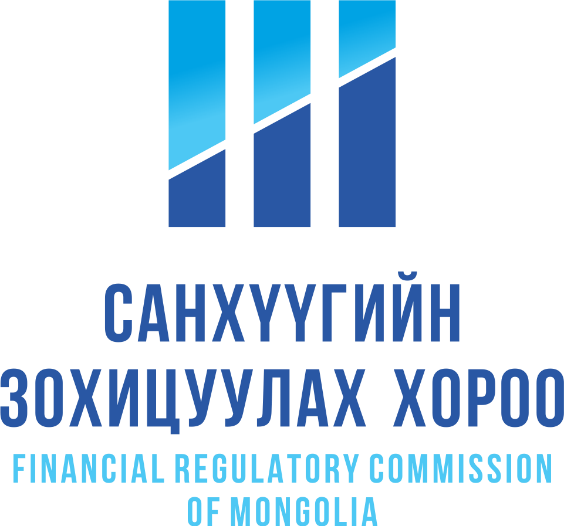 САНХҮҮГИЙН
ЗОХИЦУУЛАХ ХОРОО
FINANCIAL REGULATORY COMMISSION
OF MONGOLIA